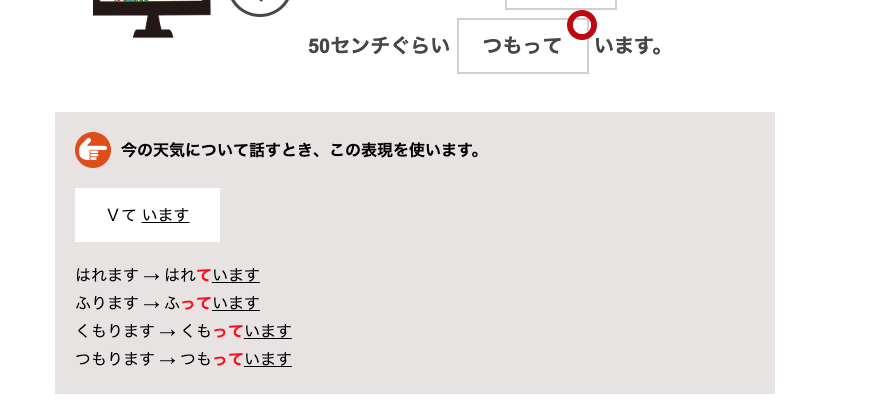 50センチぐらい つもって います。
今の天気について話すとき、この表現を使います。
Vて います
はれます → はれています
ふります → ふっています
くもります → くもっています
つもります → つもっています